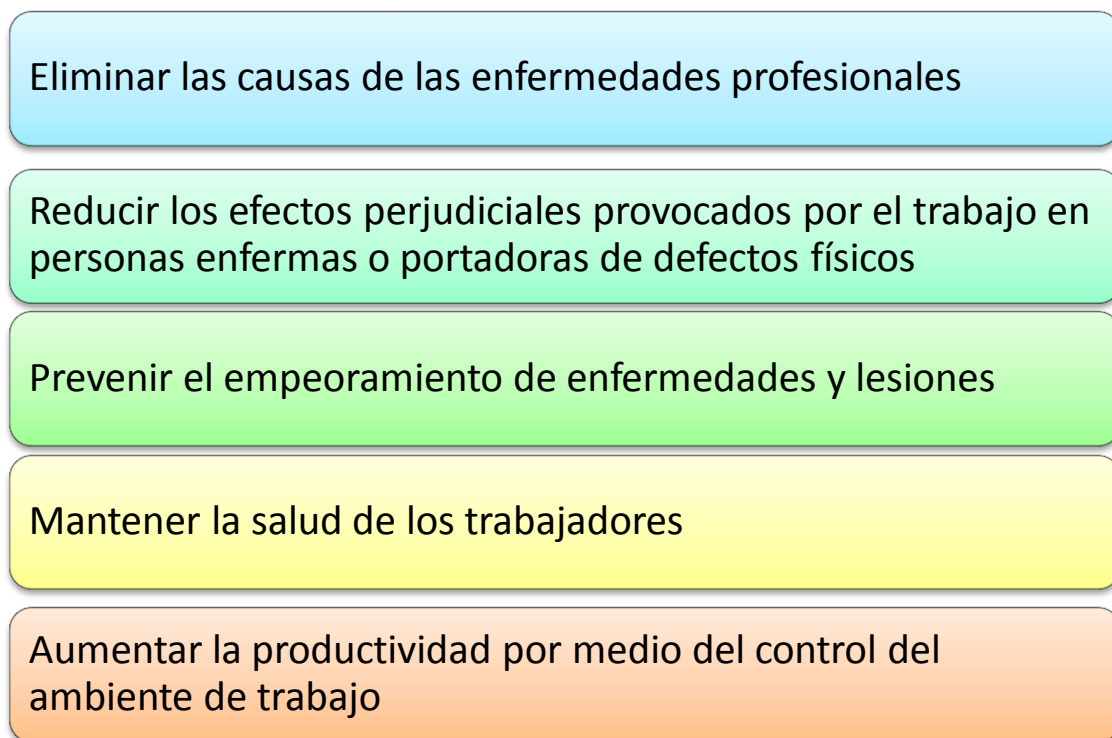 Eliminar las causas de las enfermedades profesionales
Reducir los efectos perjudiciales provocados por el trabajo en
personas enfermas o portadoras de defectos físicos
Prevenir el empeoramiento de enfermedades y lesiones
Mantener la salud de los trabajadores
Aumentar la productividad por medio del control del
ambiente de trabajo